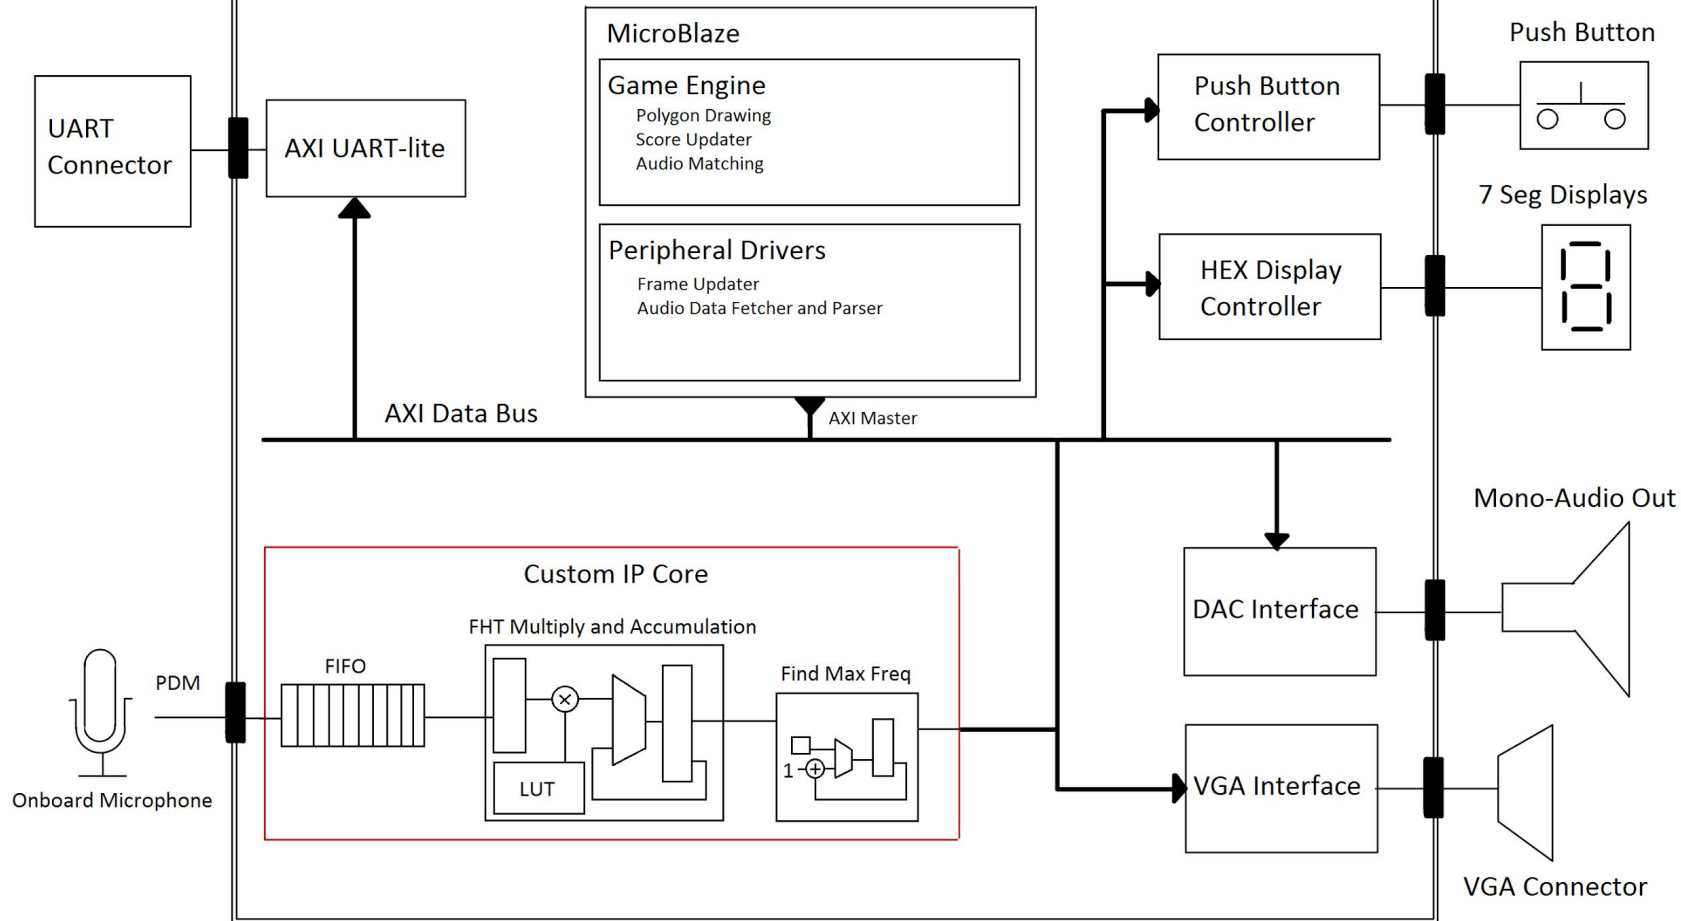 MicroBlaze
Game Engine
Polygon Drawing
Score Updater
Audio Matching
Peripheral Drivers
Frame Updater
Audio Data Fetcher and Parser
UART
Connector
AXI UART-lite
Push Button
Controller
Push Button
7 Seg Displays
HEX Display
Controller
AXI Data Bus
AXI Master
Mono-Audio Out
DAC Interface
Custom IP Core
FHT Multiply and Accumulation
FIFO
Find Max Freq
PDM
LUT
1
Onboard Microphone
VGA Interface
VGA Connector